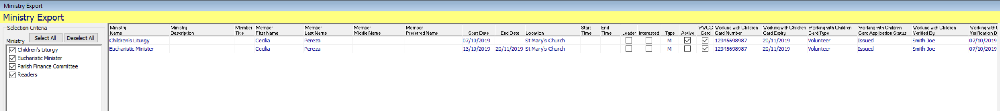 Ministry Export
Ministry Export
Selection Criteria
Ministry Select All Deselect All
Children's Liturgy
Eucharistic Minister
Parish Finance Committee
Readers
Ministry Ministry Member Member Member Member Member Start End WWCC Working with Children Working with Children Working with Children Working with Children Working with Children Working with C
Name Description Title First Name Last Name Middle Name Preferred Name Start Date End Date Location Time Time Leader Interested Type Active Card Card Number Card Expiry Card Type Card Application Status Verified By Verification D
Children's Liturgy Cecilia Pereza 07/10/2019 St Mary's Church M 12345698987 20/11/2019 Volunteer Issued Smith Joe 07/10/2019
Eucharistic Minister Cecilia Pereza 13/10/2019 20/11/2019 St Mary's Church M 12345698987 20/11/2019 Volunteer Issued Smith Joe 07/10/2019